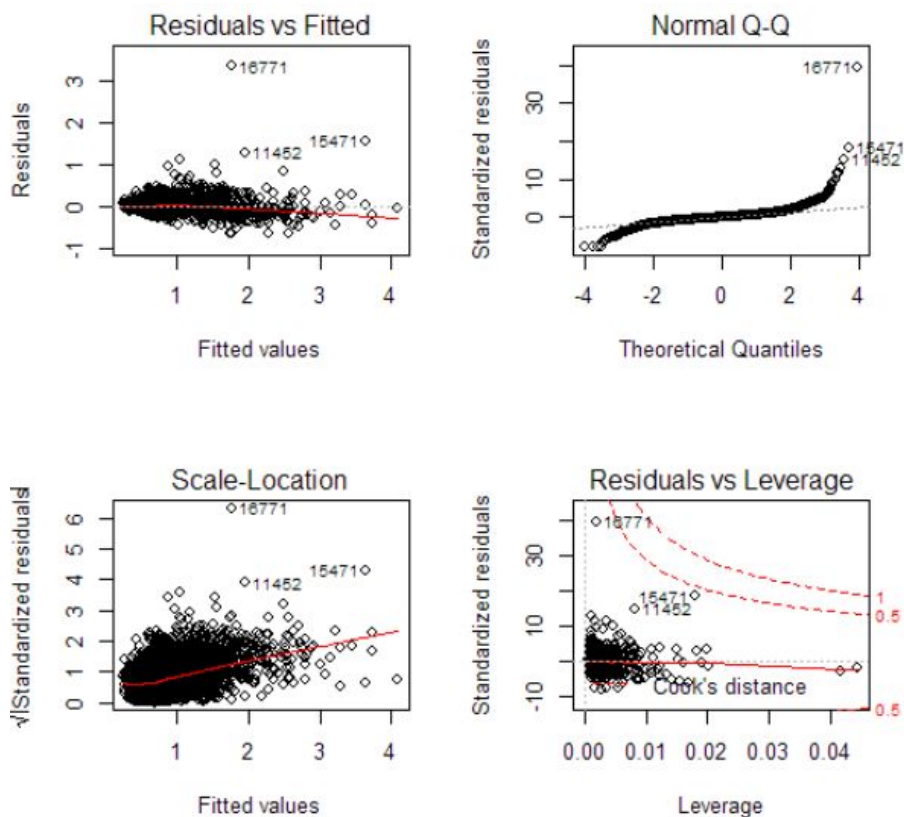 Residuals vs Fitted
Residuals
3
2
1
0
-1
16771
15471
11452
1 2 3 4
Fitted values
Normal Q-Q
Standardized residuals
30
10
0
16771
15471
11452
-4 -2 0 2 4
Theoretical Quantiles
Scale-Location
√|Standardized residuals|
6
5
4
3
2
1
0
16771
15471
11452
1 2 3 4
Fitted values
Residuals vs Leverage
Standardized residuals
30
10
-10
16771
15471
11452
1
0.5
Cook's distance
0.5
0.00 0.01 0.02 0.03 0.04
Leverage